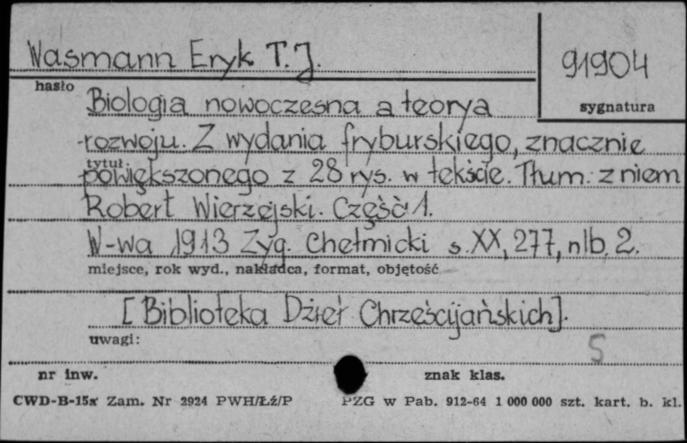 Wasmann Eryk T.J.
91904
hasło
sygnatura
Biologia nowoczesna a teorya
rozwoju. Z wydania fryburskiego, znacznie
tytuł:
powiększonego z 28 rys. w tekście. Tłum. z niem
Robert Wierzejski. Część 1.
W-wa 1913 Zyg. Chełmicki s. XX, 277, nlb. 2.
miejsce, rok wyd., nakładca, format, objętość
[Biblioteka Dzieł Chrześcijańskich].
uwagi:
5
nr inw.
znak klas.
CWD-B-15a Zam. Nr 2924 PWH/Łź/P
PZG w Pab. 912-64 1 000 000 szt. kart. b. kl.